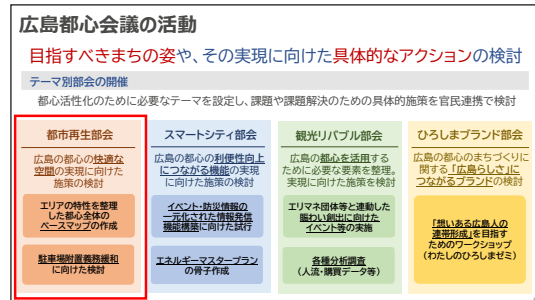 広島都心会議の活動
目指すべきまちの姿や、その実現に向けた具体的なアクションの検討
テーマ別部会の開催
都心活性化のために必要なテーマを設定し、課題や課題解決のための具体的施策を官民連携で検討
都市再生部会
広島の都心の快適な
空間の実現に向けた
施策の検討
エリアの特性を整理
した都心全体の
ベースマップの作成
駐車場附置義務緩和
に向けた検討
スマートシティ部会
広島の都心の利便性向上
につながる機能の実現
に向けた施策の検討
イベント・防災情報の
一元化された情報発信
機能構築に向けた試行
エネルギーマスタープラン
の骨子作成
観光リバブル部会
広島の都心を活用する
ために必要な要素を整理。
実現に向けた施策を検討
エリマネ団体等と連動した
賑わい創出に向けた
イベント等の実施
各種分析調査
（人流・購買データ等）
ひろしまブランド部会
広島の都心のまちづくりに
関する「広島らしさ」に
つながるブランドの検討
「想いある広島人の
連帯形成」を目指す
ためのワークショップ
（わたしのひろしまゼミ）